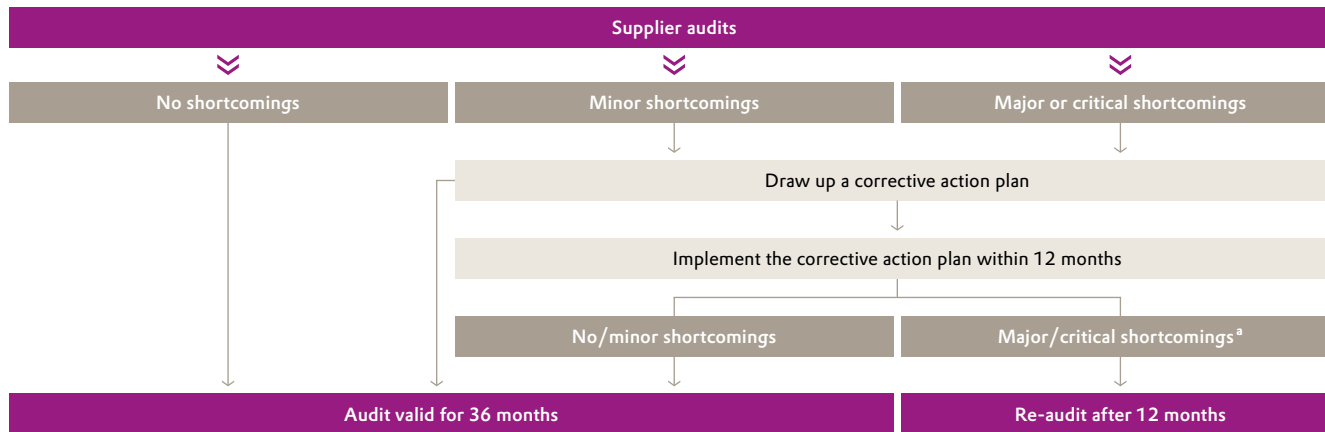 Supplier audits
No shortcomings
Minor shortcomings
Major or critical shortcomings
Draw up a corrective action plan
Implement the corrective action plan within 12 months
No/minor shortcomings
Major/critical shortcomings a
Audit valid for 36 months
Re-audit after 12 months